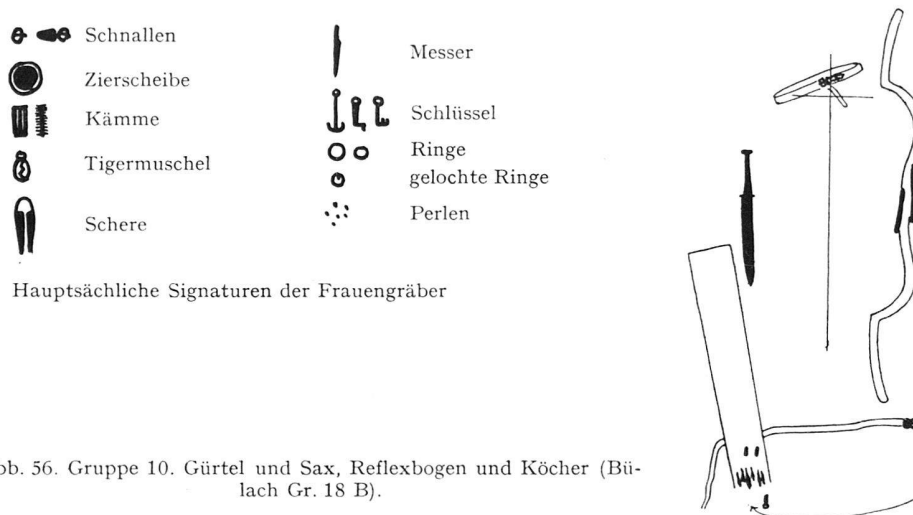 Schnallen
Zierscheibe
Kämme
Tigermuschel
Schere
Messer
Schlüssel
Ringe
gelochte Ringe
Perlen
Hauptsächliche Signaturen der Frauengräber
bb. 56. Gruppe 10. Gürtel und Sax, Reflexbogen und Köcher (Bü-
lach Gr. 18 B).